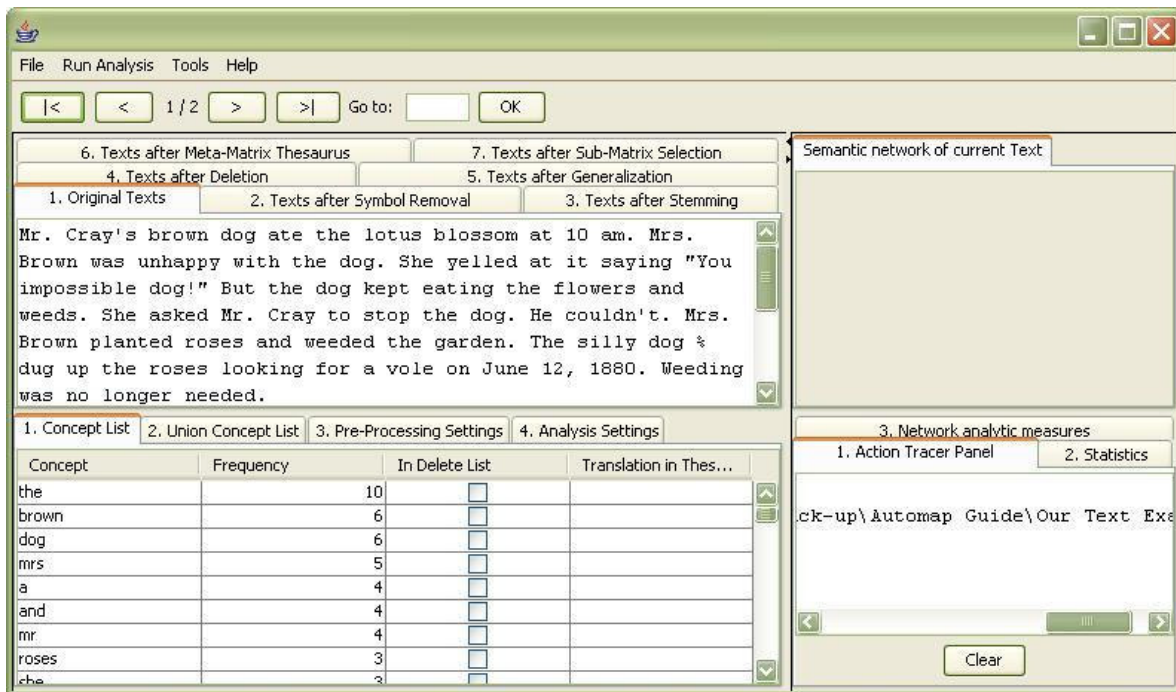 File Run Analysis Tools Help
|< < 1 / 2 > >| Go to: OK
6. Texts after Meta-Matrix Thesaurus 7. Texts after Sub-Matrix Selection
4. Texts after Deletion 5. Texts after Generalization
1. Original Texts 2. Texts after Symbol Removal 3. Texts after Stemming
Mr. Cray's brown dog ate the lotus blossom at 10 am. Mrs.
Brown was unhappy with the dog. She yelled at it saying "You
impossible dog!" But the dog kept eating the flowers and
weeds. She asked Mr. Cray to stop the dog. He couldn't. Mrs.
Brown planted roses and weeded the garden. The silly dog %
dug up the roses looking for a vole on June 12, 1880. Weeding
was no longer needed.
1. Concept List 2. Union Concept List 3. Pre-Processing Settings 4. Analysis Settings
Concept Frequency In Delete List Translation in Thes...
the 10
brown 6
dog 6
mrs 5
a 4
and 4
mr 4
roses 3
she 3
Semantic network of current Text
3. Network analytic measures
1. Action Tracer Panel 2. Statistics
ck-up\Automap Guide\Our Text Exa
Clear